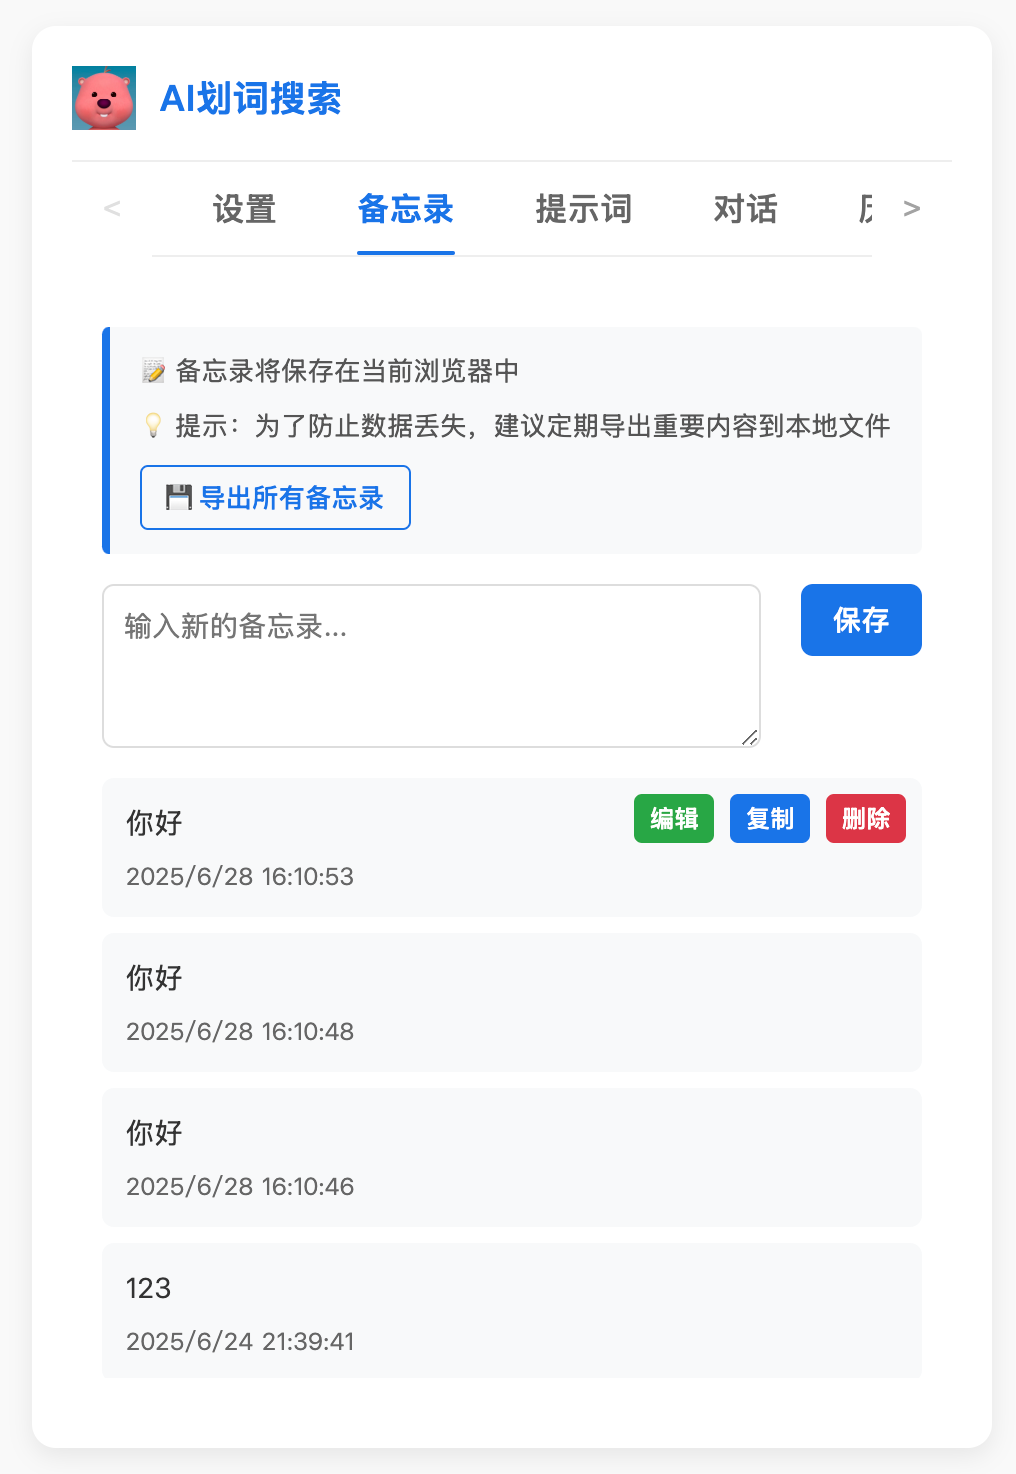 AI划词搜索
< 设置 备忘录 提示词 对话 >
📝 备忘录将保存在当前浏览器中
💡 提示：为了防止数据丢失，建议定期导出重要内容到本地文件
💾 导出所有备忘录
输入新的备忘录...
保存
你好
编辑 复制 删除
2025/6/28 16:10:53
你好
2025/6/28 16:10:48
你好
2025/6/28 16:10:46
123
2025/6/24 21:39:41